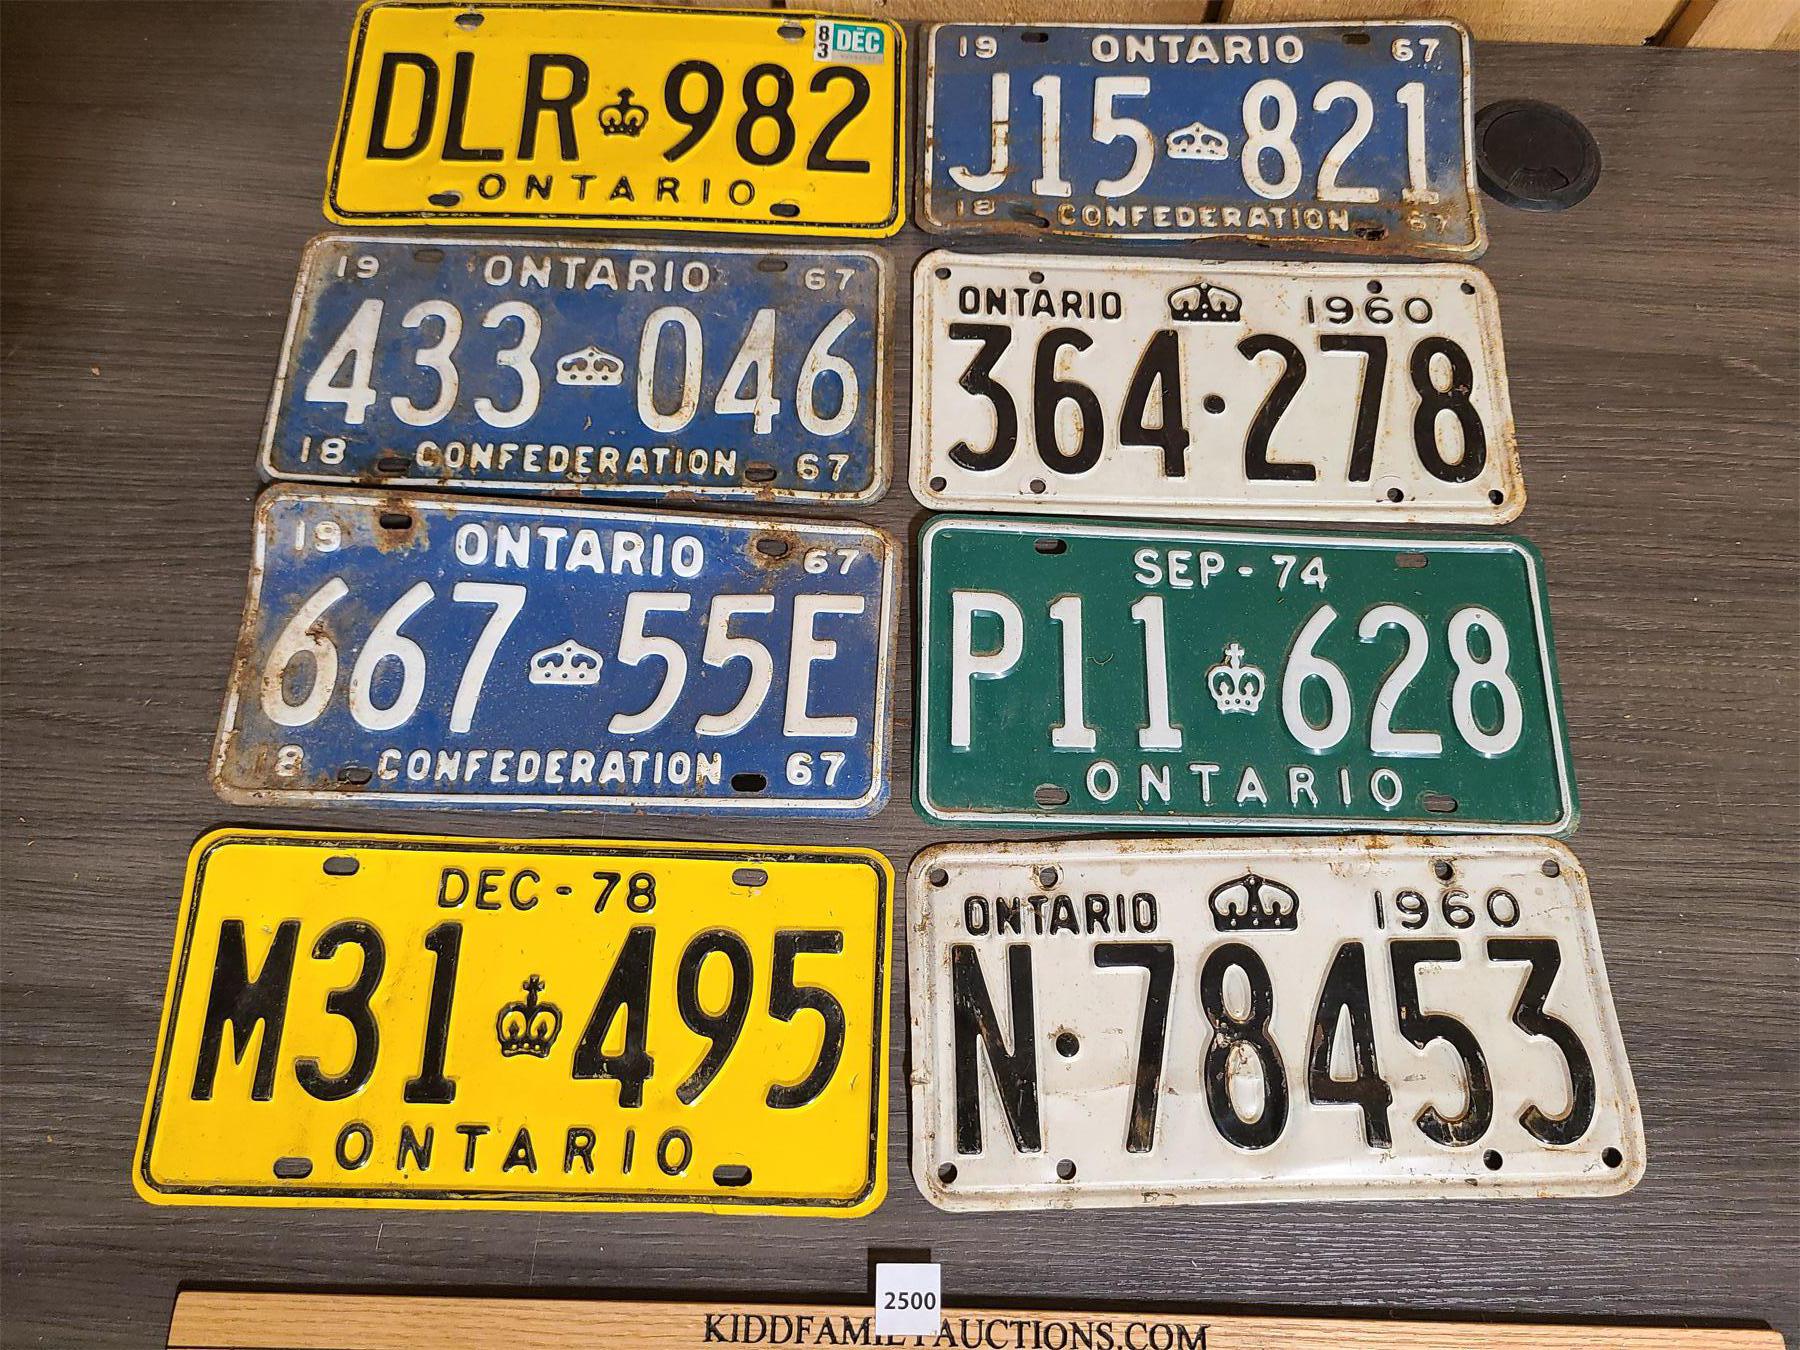 8
3
DEC
DLR 982
ONTARIO
19 ONTARIO 67
J15 821
18 CONFEDERATION 67
19 ONTARIO 67
433 046
18 CONFEDERATION 67
ONTARIO 1960
364·278
19 ONTARIO 67
667 55E
18 CONFEDERATION 67
SEP - 74
P11 628
ONTARIO
DEC - 78
M31 495
ONTARIO
ONTARIO 1960
N·78453
2500
KIDDFAMILYAUCTIONS.COM